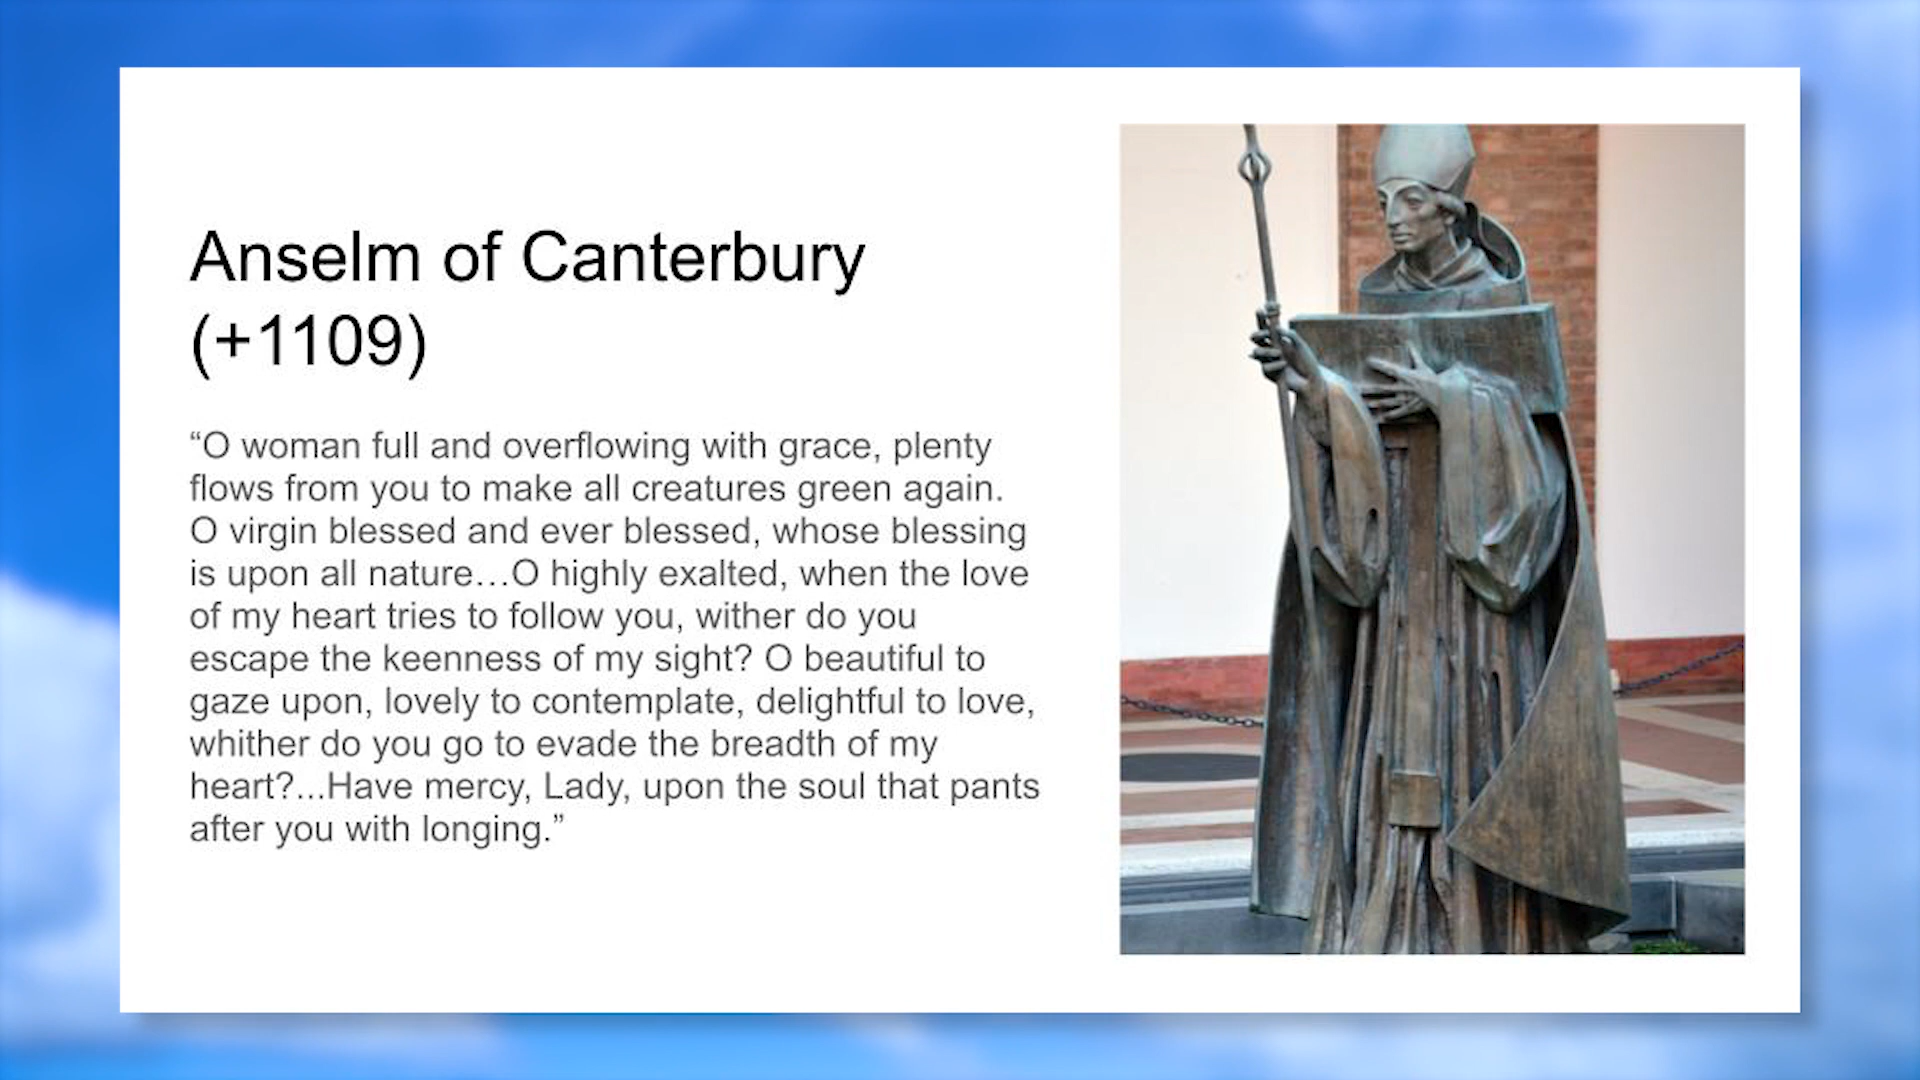 Anselm of Canterbury
(+1109)
“O woman full and overflowing with grace, plenty
flows from you to make all creatures green again.
O virgin blessed and ever blessed, whose blessing
is upon all nature…O highly exalted, when the love
of my heart tries to follow you, wither do you
escape the keenness of my sight? O beautiful to
gaze upon, lovely to contemplate, delightful to love,
whither do you go to evade the breadth of my
heart?...Have mercy, Lady, upon the soul that pants
after you with longing.”